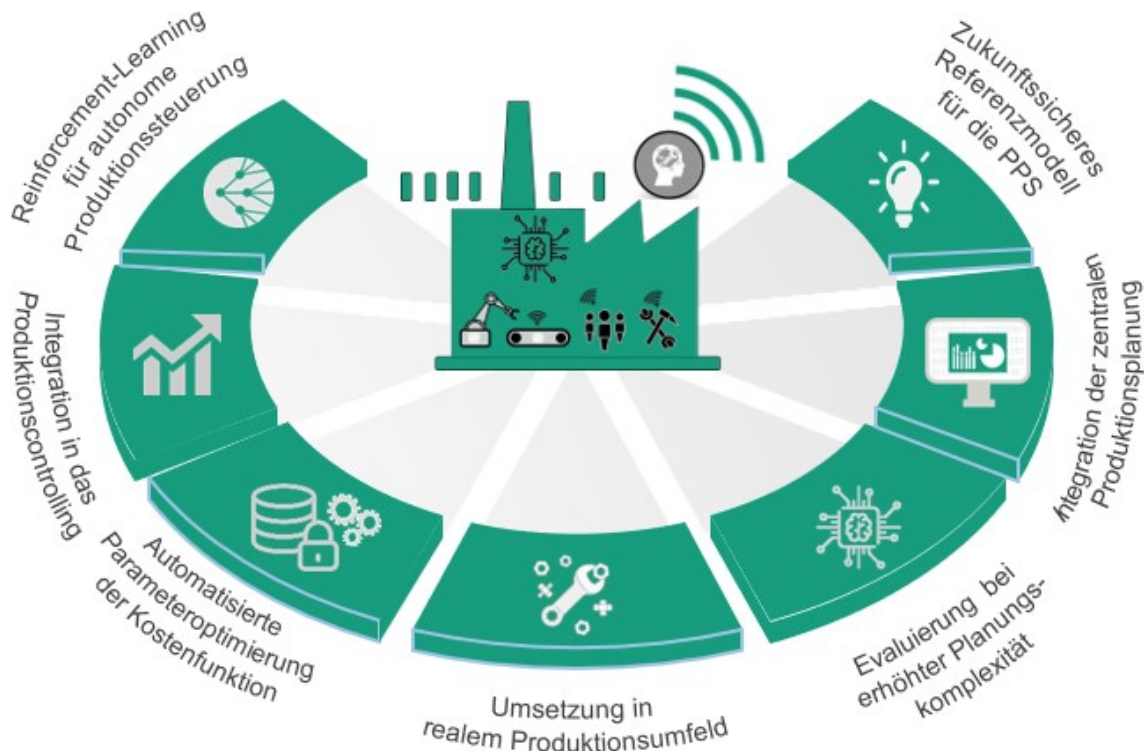 Reinforcement-Learning
für autonome
Produktionssteuerung
Integration in das
Produktionscontrolling
Automatisierte
Parameteroptimierung
der Kostenfunktion
Umsetzung in
realem Produktionsumfeld
Evaluierung bei
erhöhter Planungs-
komplexität
Integration der zentralen
Produktionsplanung
Zukunftssicheres
Referenzmodell
für die PPS